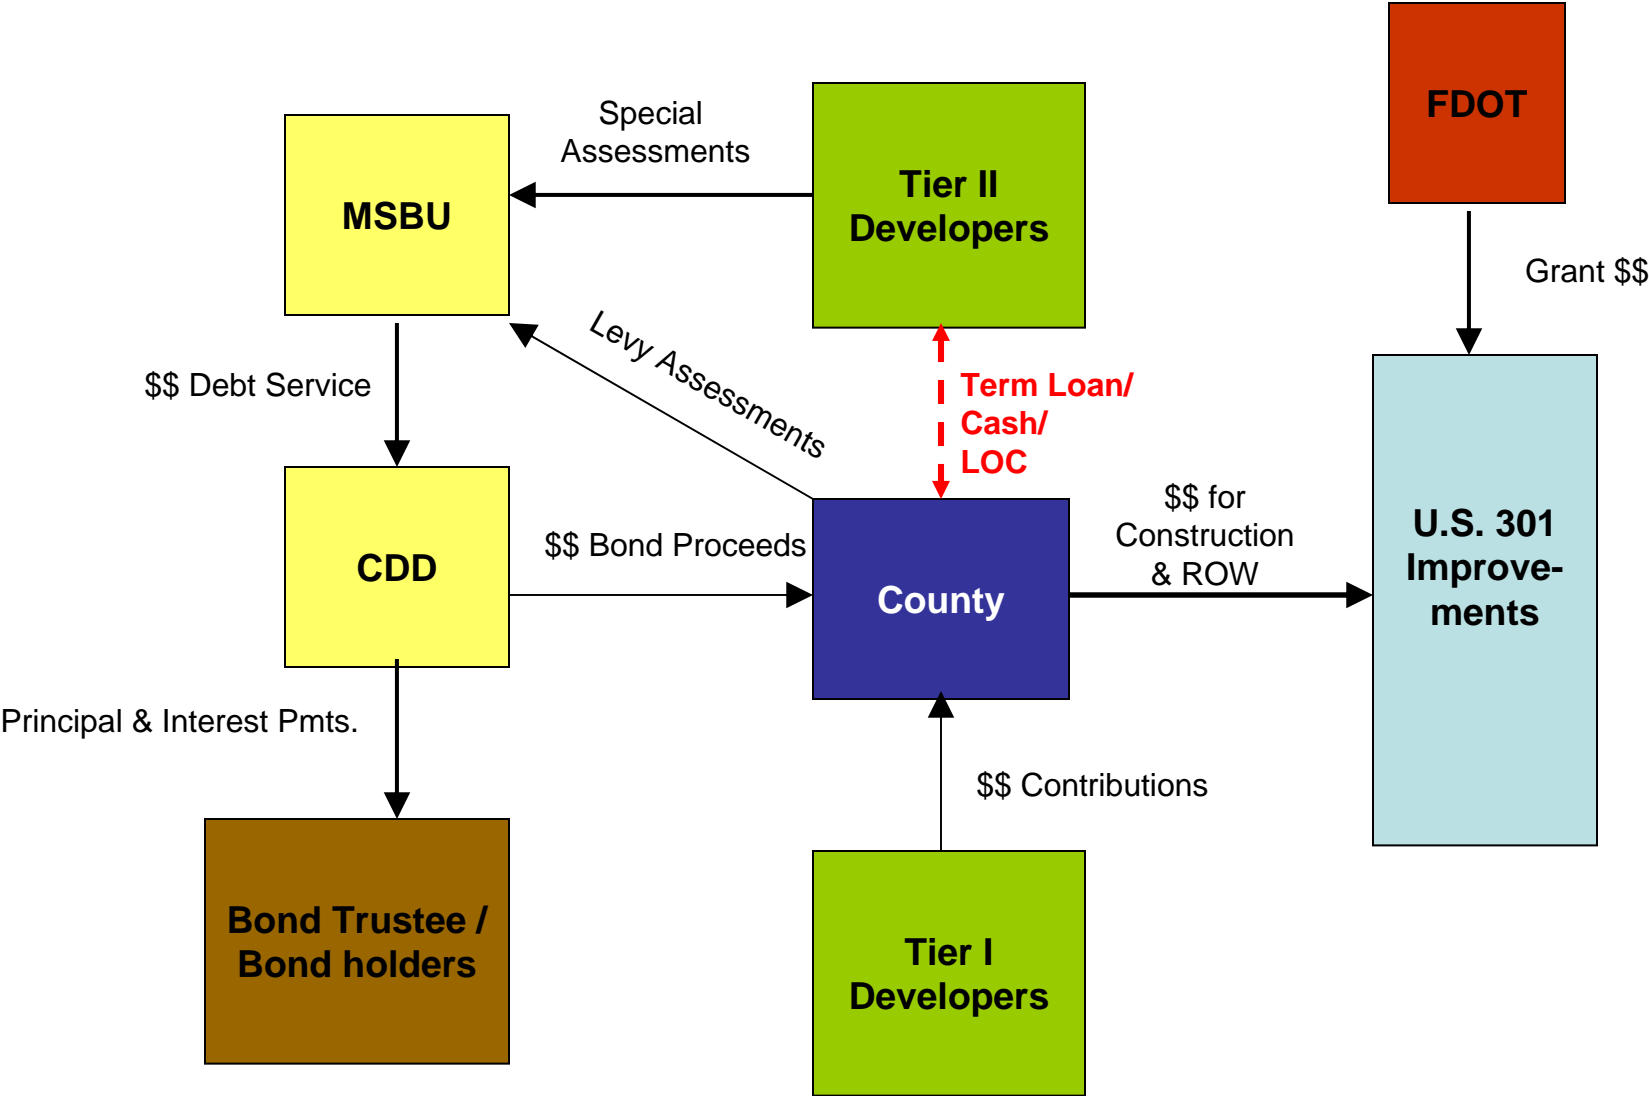 FDOT
Special
Assessments
Tier II
Developers
MSBU
Grant $$
Levy Assessments
$$ Debt Service
Term Loan/
Cash/
LOC
$$ for
Construction
& ROW
U.S. 301
Improve-
ments
$$ Bond Proceeds
CDD
County
Principal & Interest Pmts.
$$ Contributions
Bond Trustee /
Bond holders
Tier I
Developers